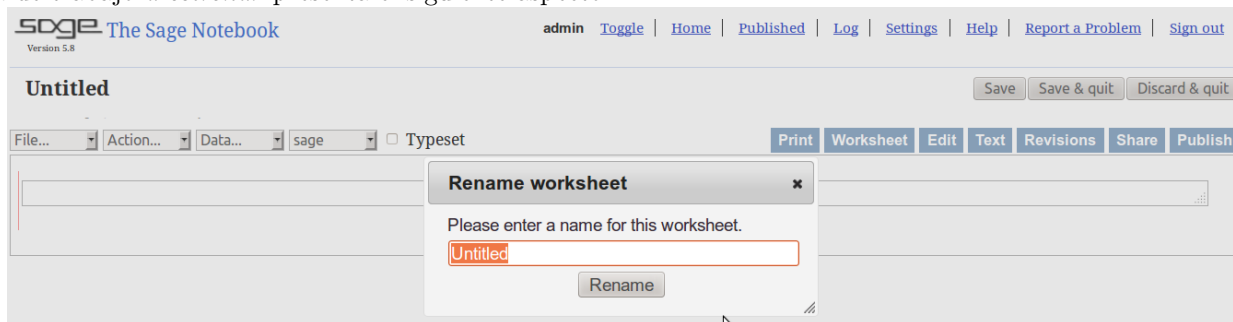 sage The Sage Notebook
Version 5.8
admin Toggle | Home | Published | Log | Settings | Help | Report a Problem | Sign out
Untitled
Save Save & quit Discard & quit
File... Action... Data... sage Typeset
Print Worksheet Edit Text Revisions Share Publish
Rename worksheet
Please enter a name for this worksheet.
Untitled
Rename